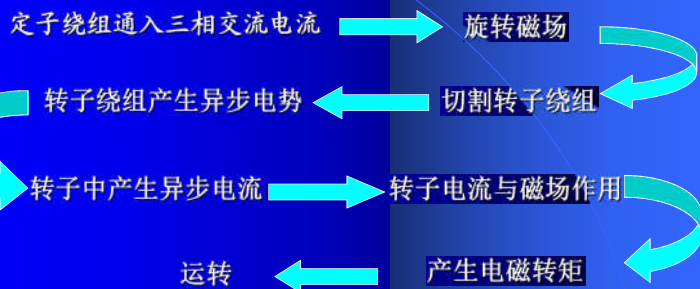 定子绕组通入三相交流电流 旋转磁场
转子绕组产生异步电势 切割转子绕组
转子中产生异步电流 转子电流与磁场作用
运转 产生电磁转矩